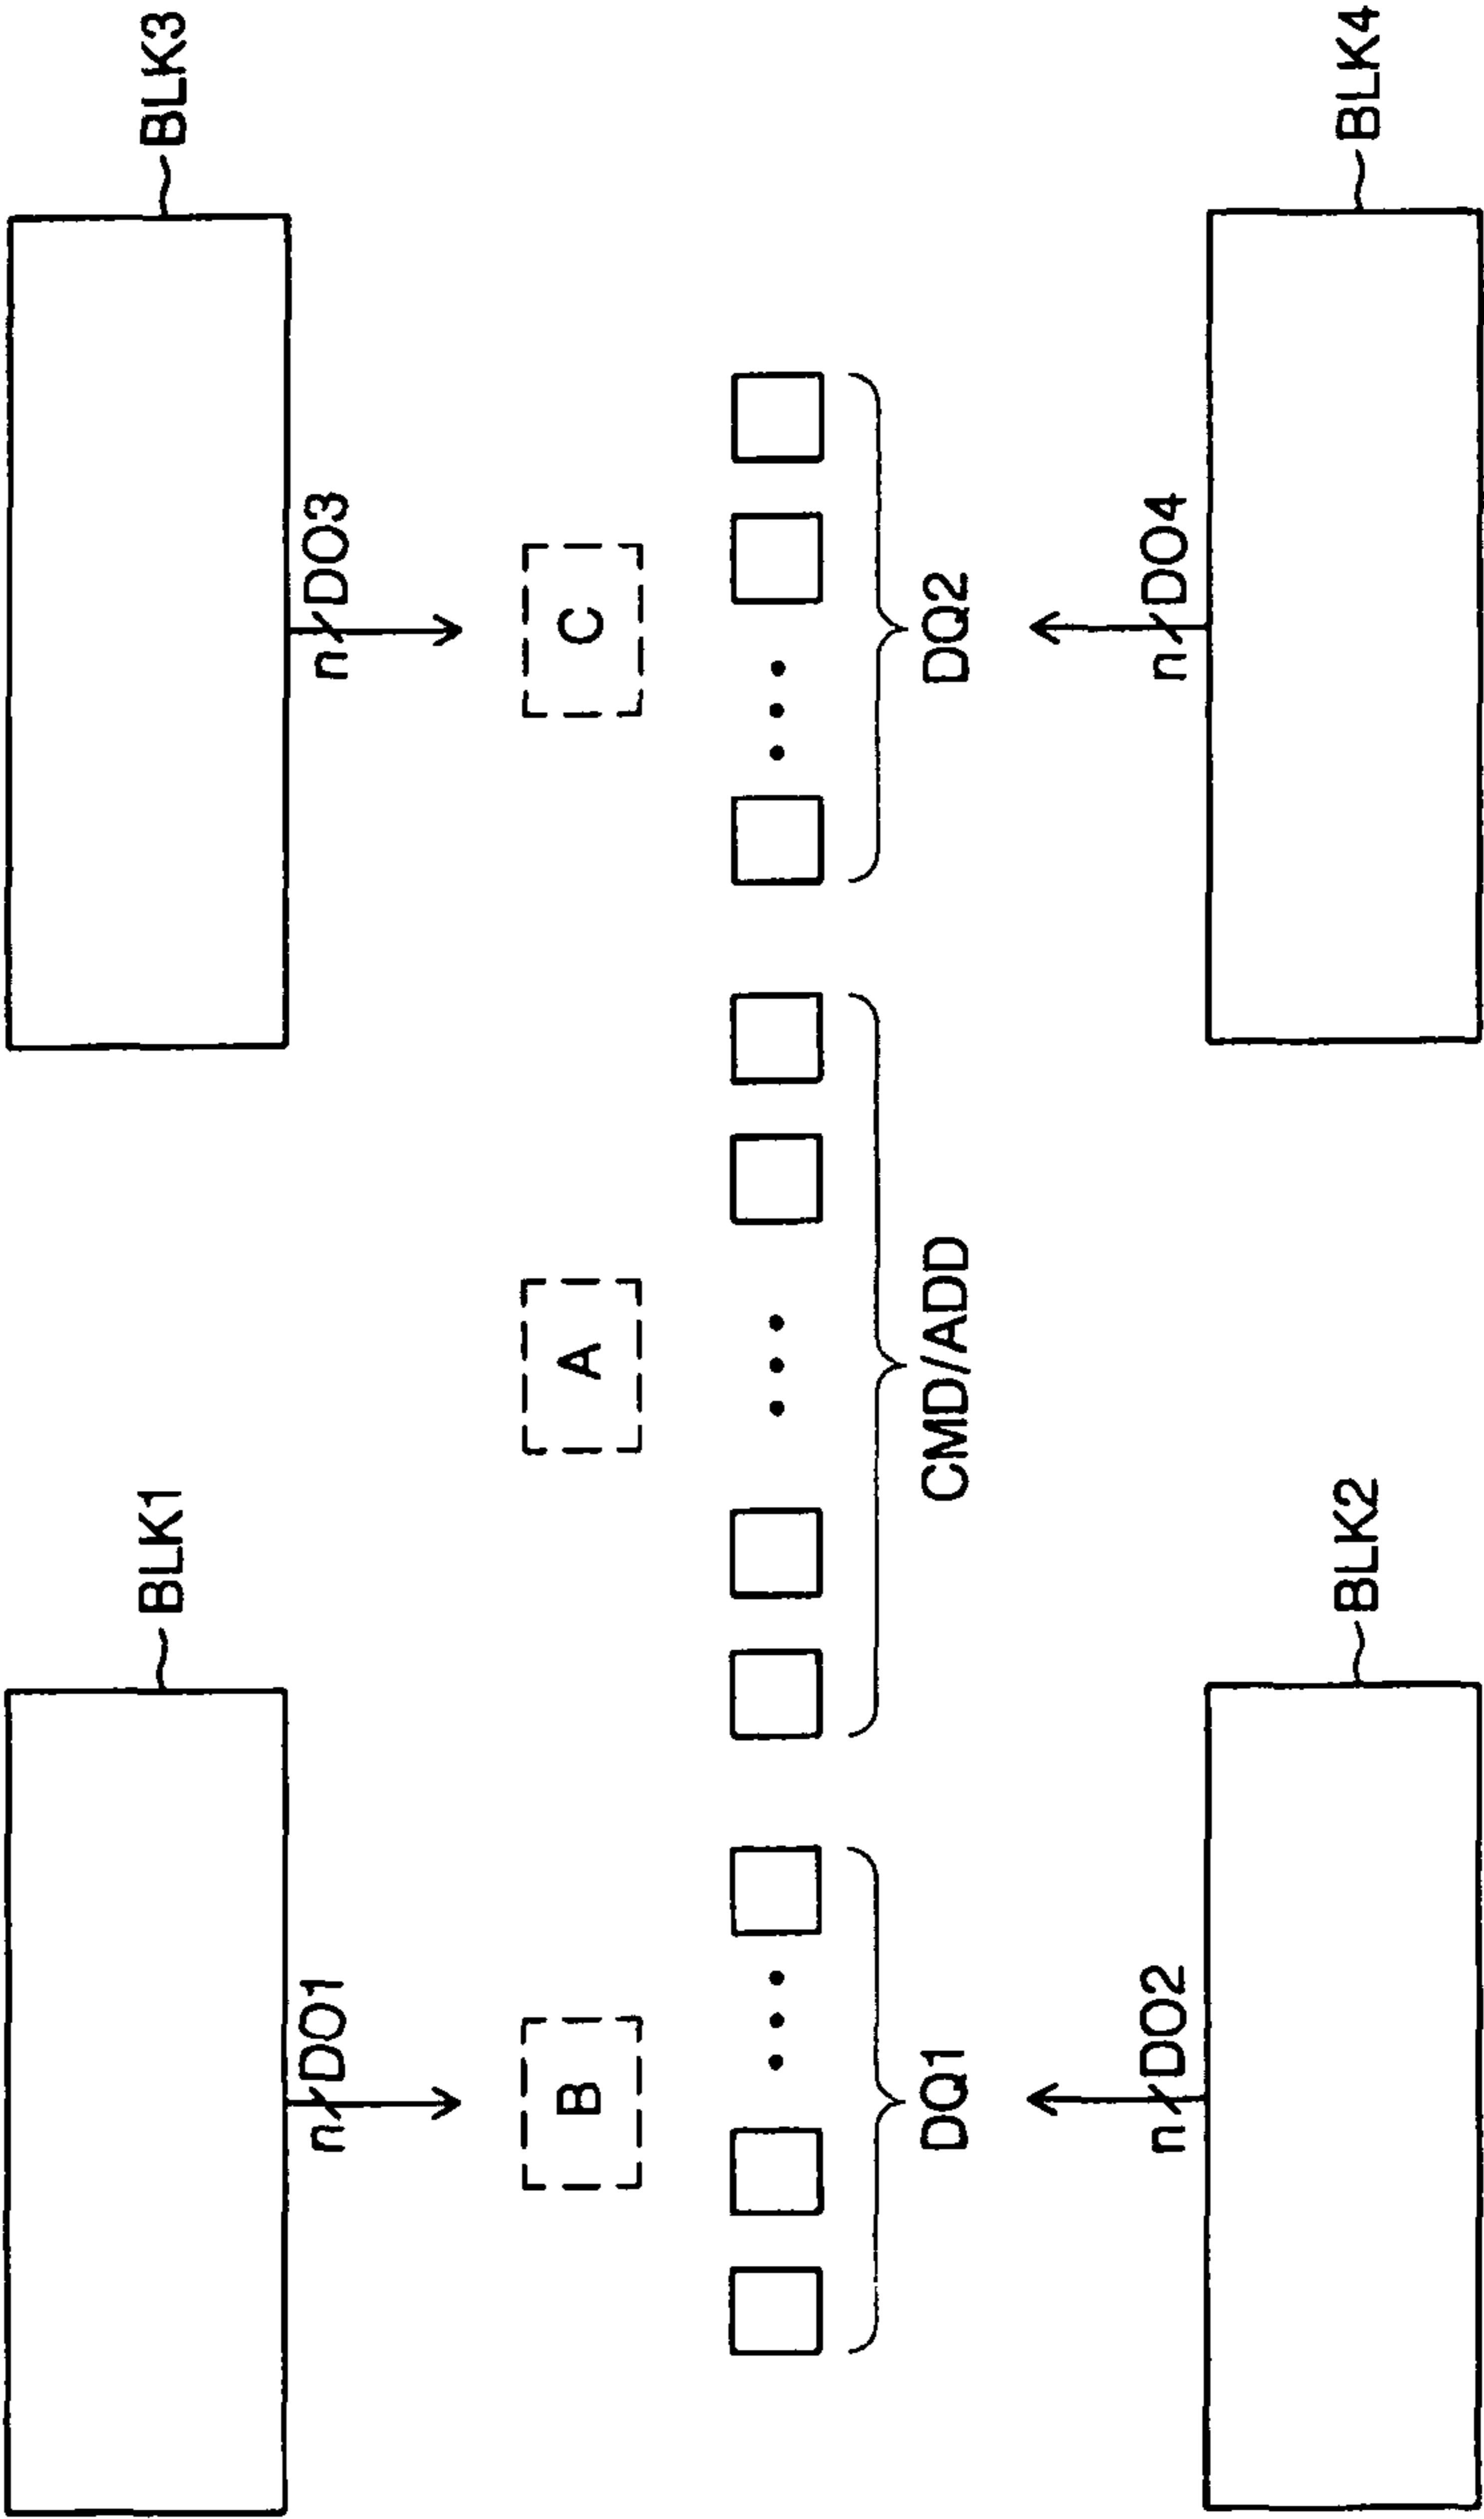 BLK1
BLK3
n
DO1
n
DO3
B
A
C
DQ1
CMD/ADD
DQ2
n
DO2
n
DO4
BLK2
BLK4